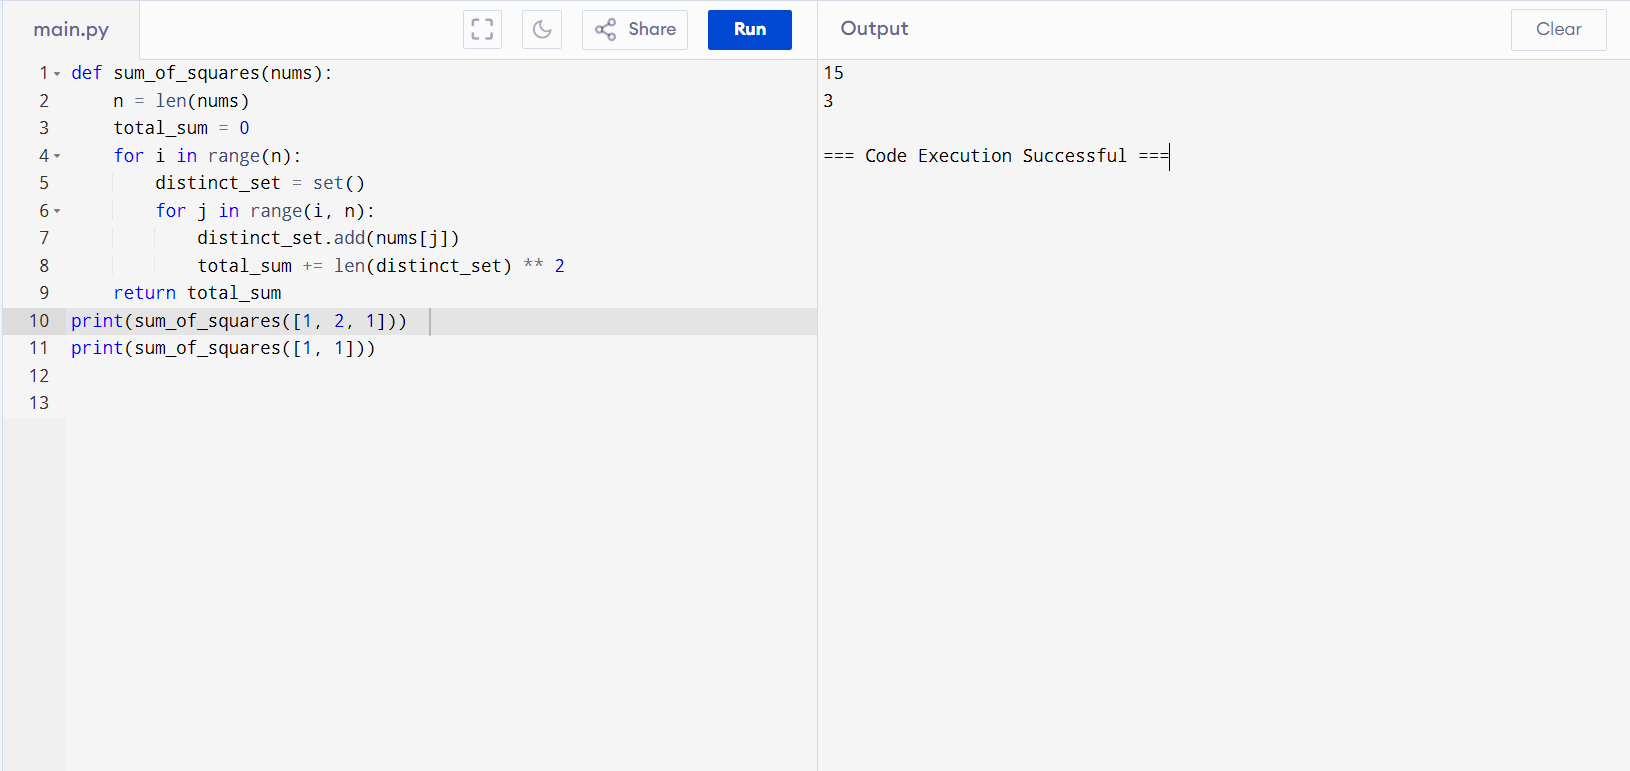 main.py
Share
Run
Output
Clear
1 def sum_of_squares(nums):
2     n = len(nums)
3     total_sum = 0
4     for i in range(n):
5         distinct_set = set()
6         for j in range(i, n):
7             distinct_set.add(nums[j])
8             total_sum += len(distinct_set) ** 2
9     return total_sum
10 print(sum_of_squares([1, 2, 1]))
11 print(sum_of_squares([1, 1]))
12
13
15
3
=== Code Execution Successful ===